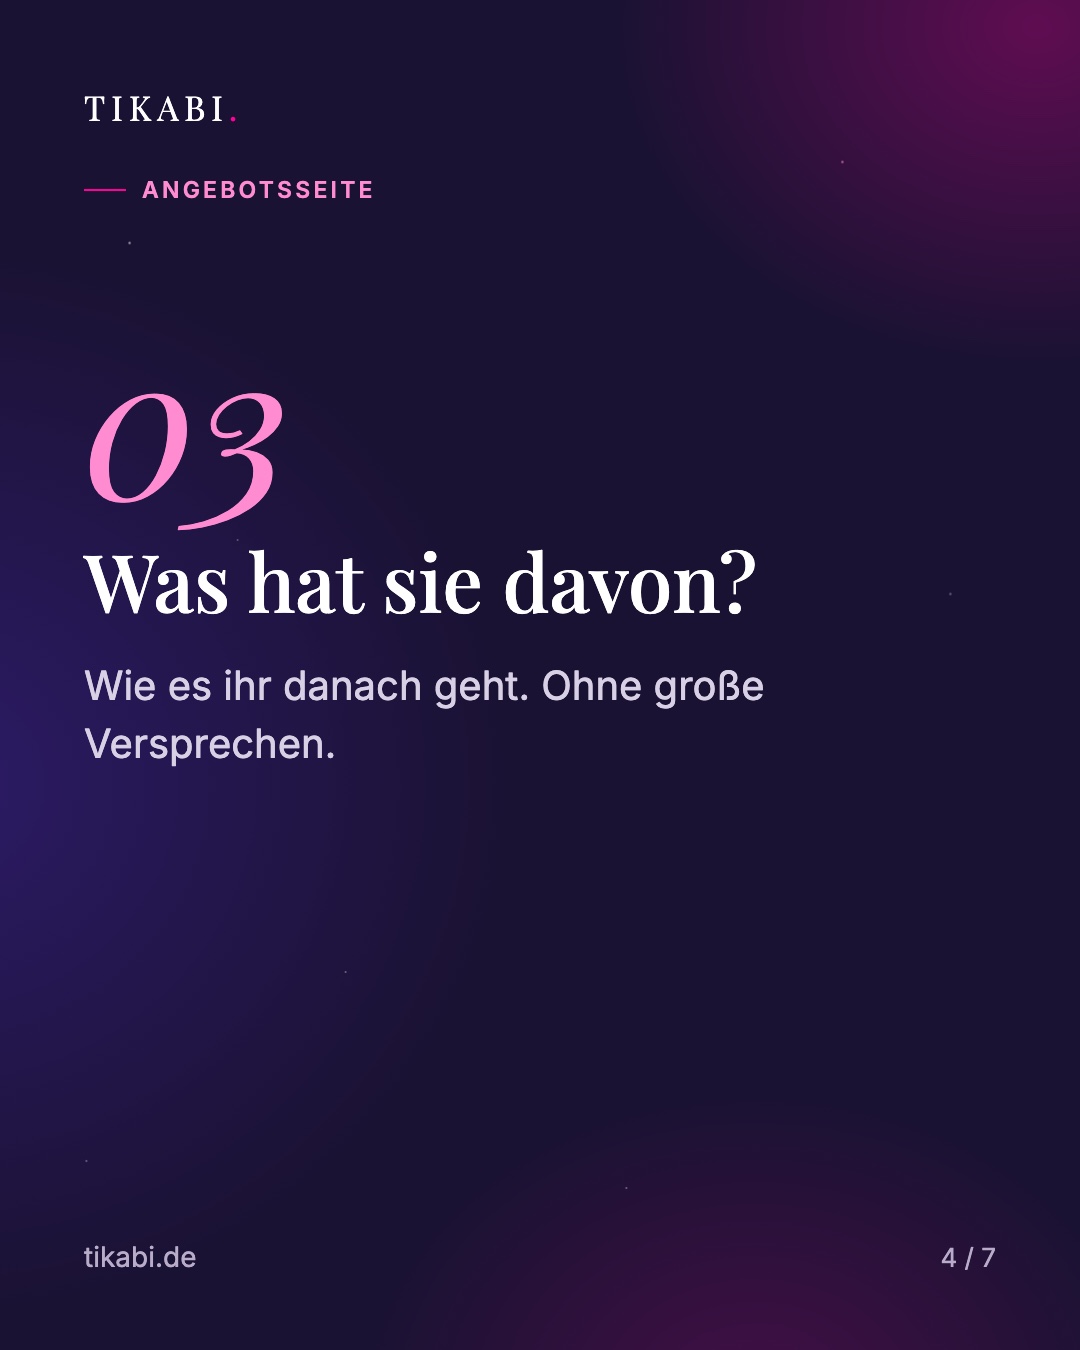 TIKABI.
ANGEBOTSSEITE
03
Was hat sie davon?
Wie es ihr danach geht. Ohne große
Versprechen.
tikabi.de
4 / 7